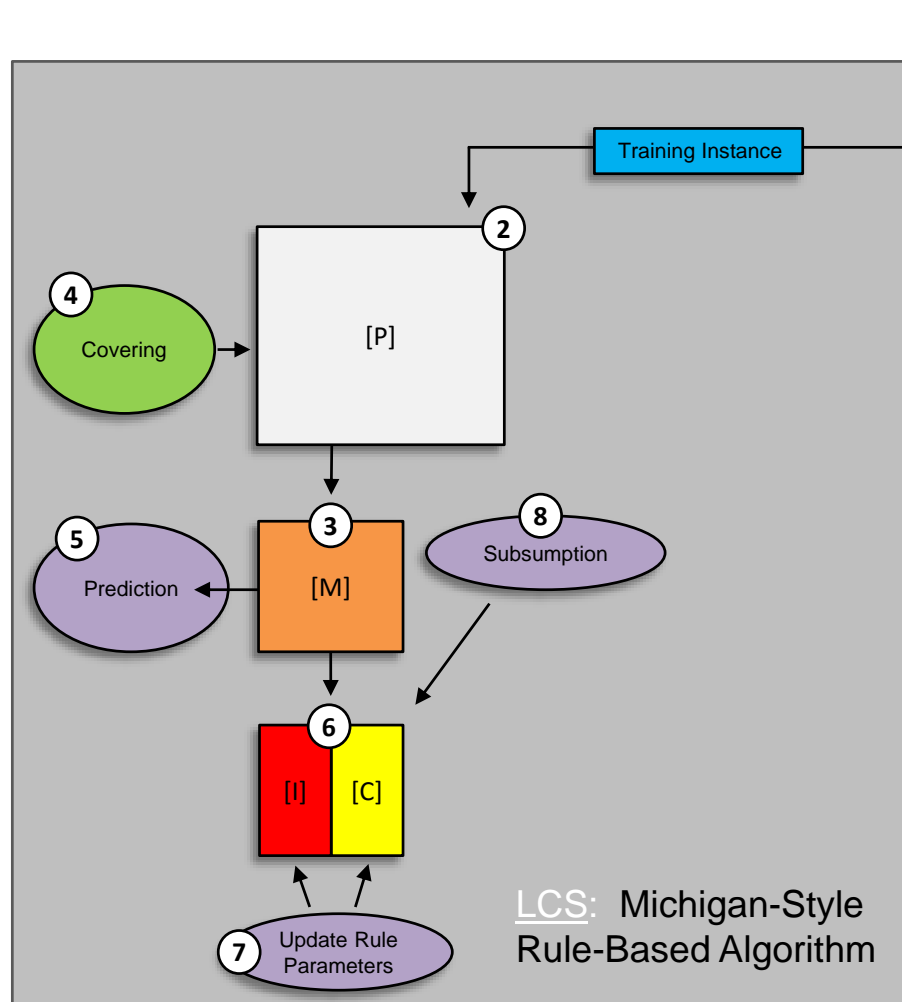 Training Instance
2
4
Covering
[P]
3
8
5
Subsumption
Prediction
[M]
6
[I]
[C]
LCS: Michigan-Style
Rule-Based Algorithm
7
Update Rule
Parameters